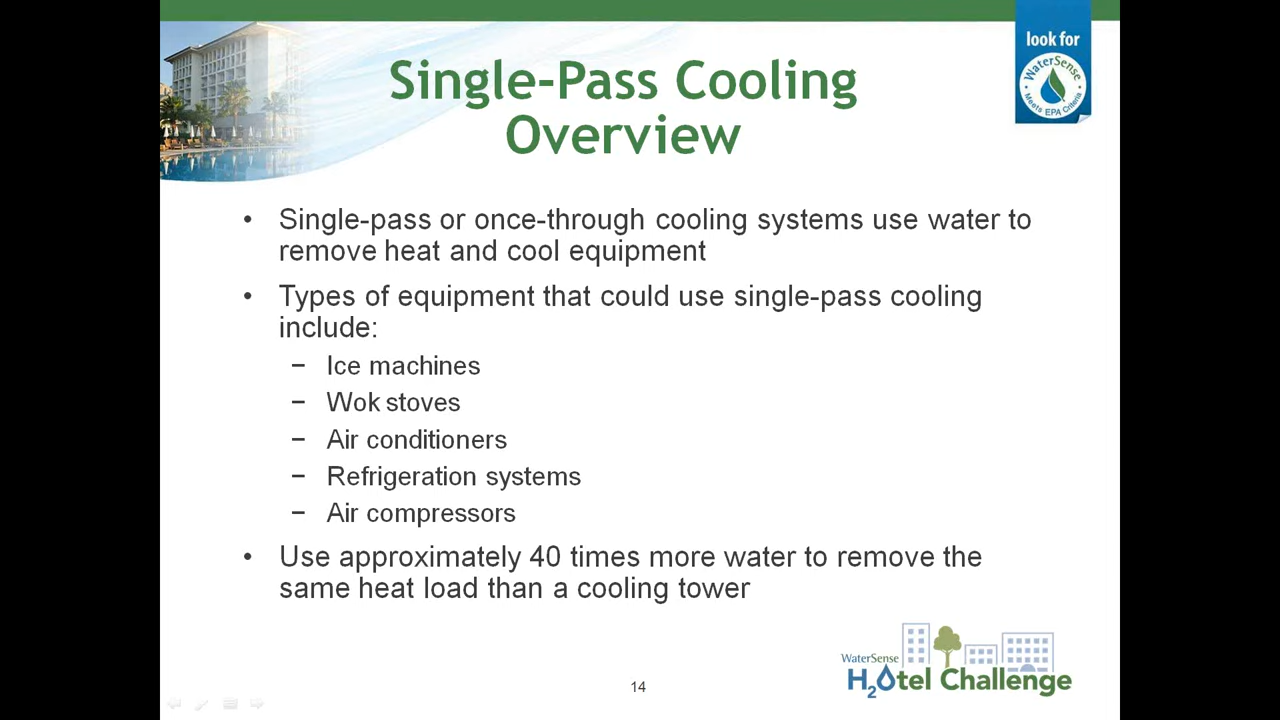 look for
WaterSense
Meets EPA Criteria
Single-Pass Cooling
Overview
• Single-pass or once-through cooling systems use water to
remove heat and cool equipment
• Types of equipment that could use single-pass cooling
include:
− Ice machines
− Wok stoves
− Air conditioners
− Refrigeration systems
− Air compressors
• Use approximately 40 times more water to remove the
same heat load than a cooling tower
WaterSense
H2Otel Challenge
14